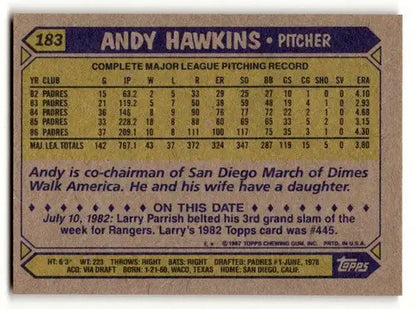 183 ANDY HAWKINS • PITCHER
COMPLETE MAJOR LEAGUE PITCHING RECORD
YR CLUB G IP W L R ER SO BB GS CG SHO SV ERA
82 PADRES 15 63.2 2 5 33 29 25 27 10 1 0 0 4.10
83 PADRES 21 119.2 5 7 50 39 59 48 19 4 1 0 2.93
84 PADRES 36 146 8 9 90 76 77 72 22 2 1 0 4.68
85 PADRES 33 228.2 18 8 88 80 69 65 33 5 2 0 3.15
86 PADRES 37 209.1 10 8 111 100 117 75 35 3 1 0 4.30
MAJ. LEA. TOTALS 142 767.1 43 37 372 324 347 287 119 15 5 0 3.80
Andy is co-chairman of San Diego March of Dimes
Walk America. He and his wife have a daughter.
ON THIS DATE
July 10, 1982: Larry Parrish belted his 3rd grand slam of the
week for Rangers. Larry's 1982 Topps card was #445.
©1987 TOPPS CHEWING GUM, INC. PRTD. IN U.S.A.
HT: 6'3" WT: 223 THROWS: RIGHT BATS: RIGHT DRAFTED: PADRES #1-JUNE, 1978
ACQ: VIA DRAFT BORN: 1-21-60, WACO, TEXAS HOME: SAN DIEGO, CALIF.
topps